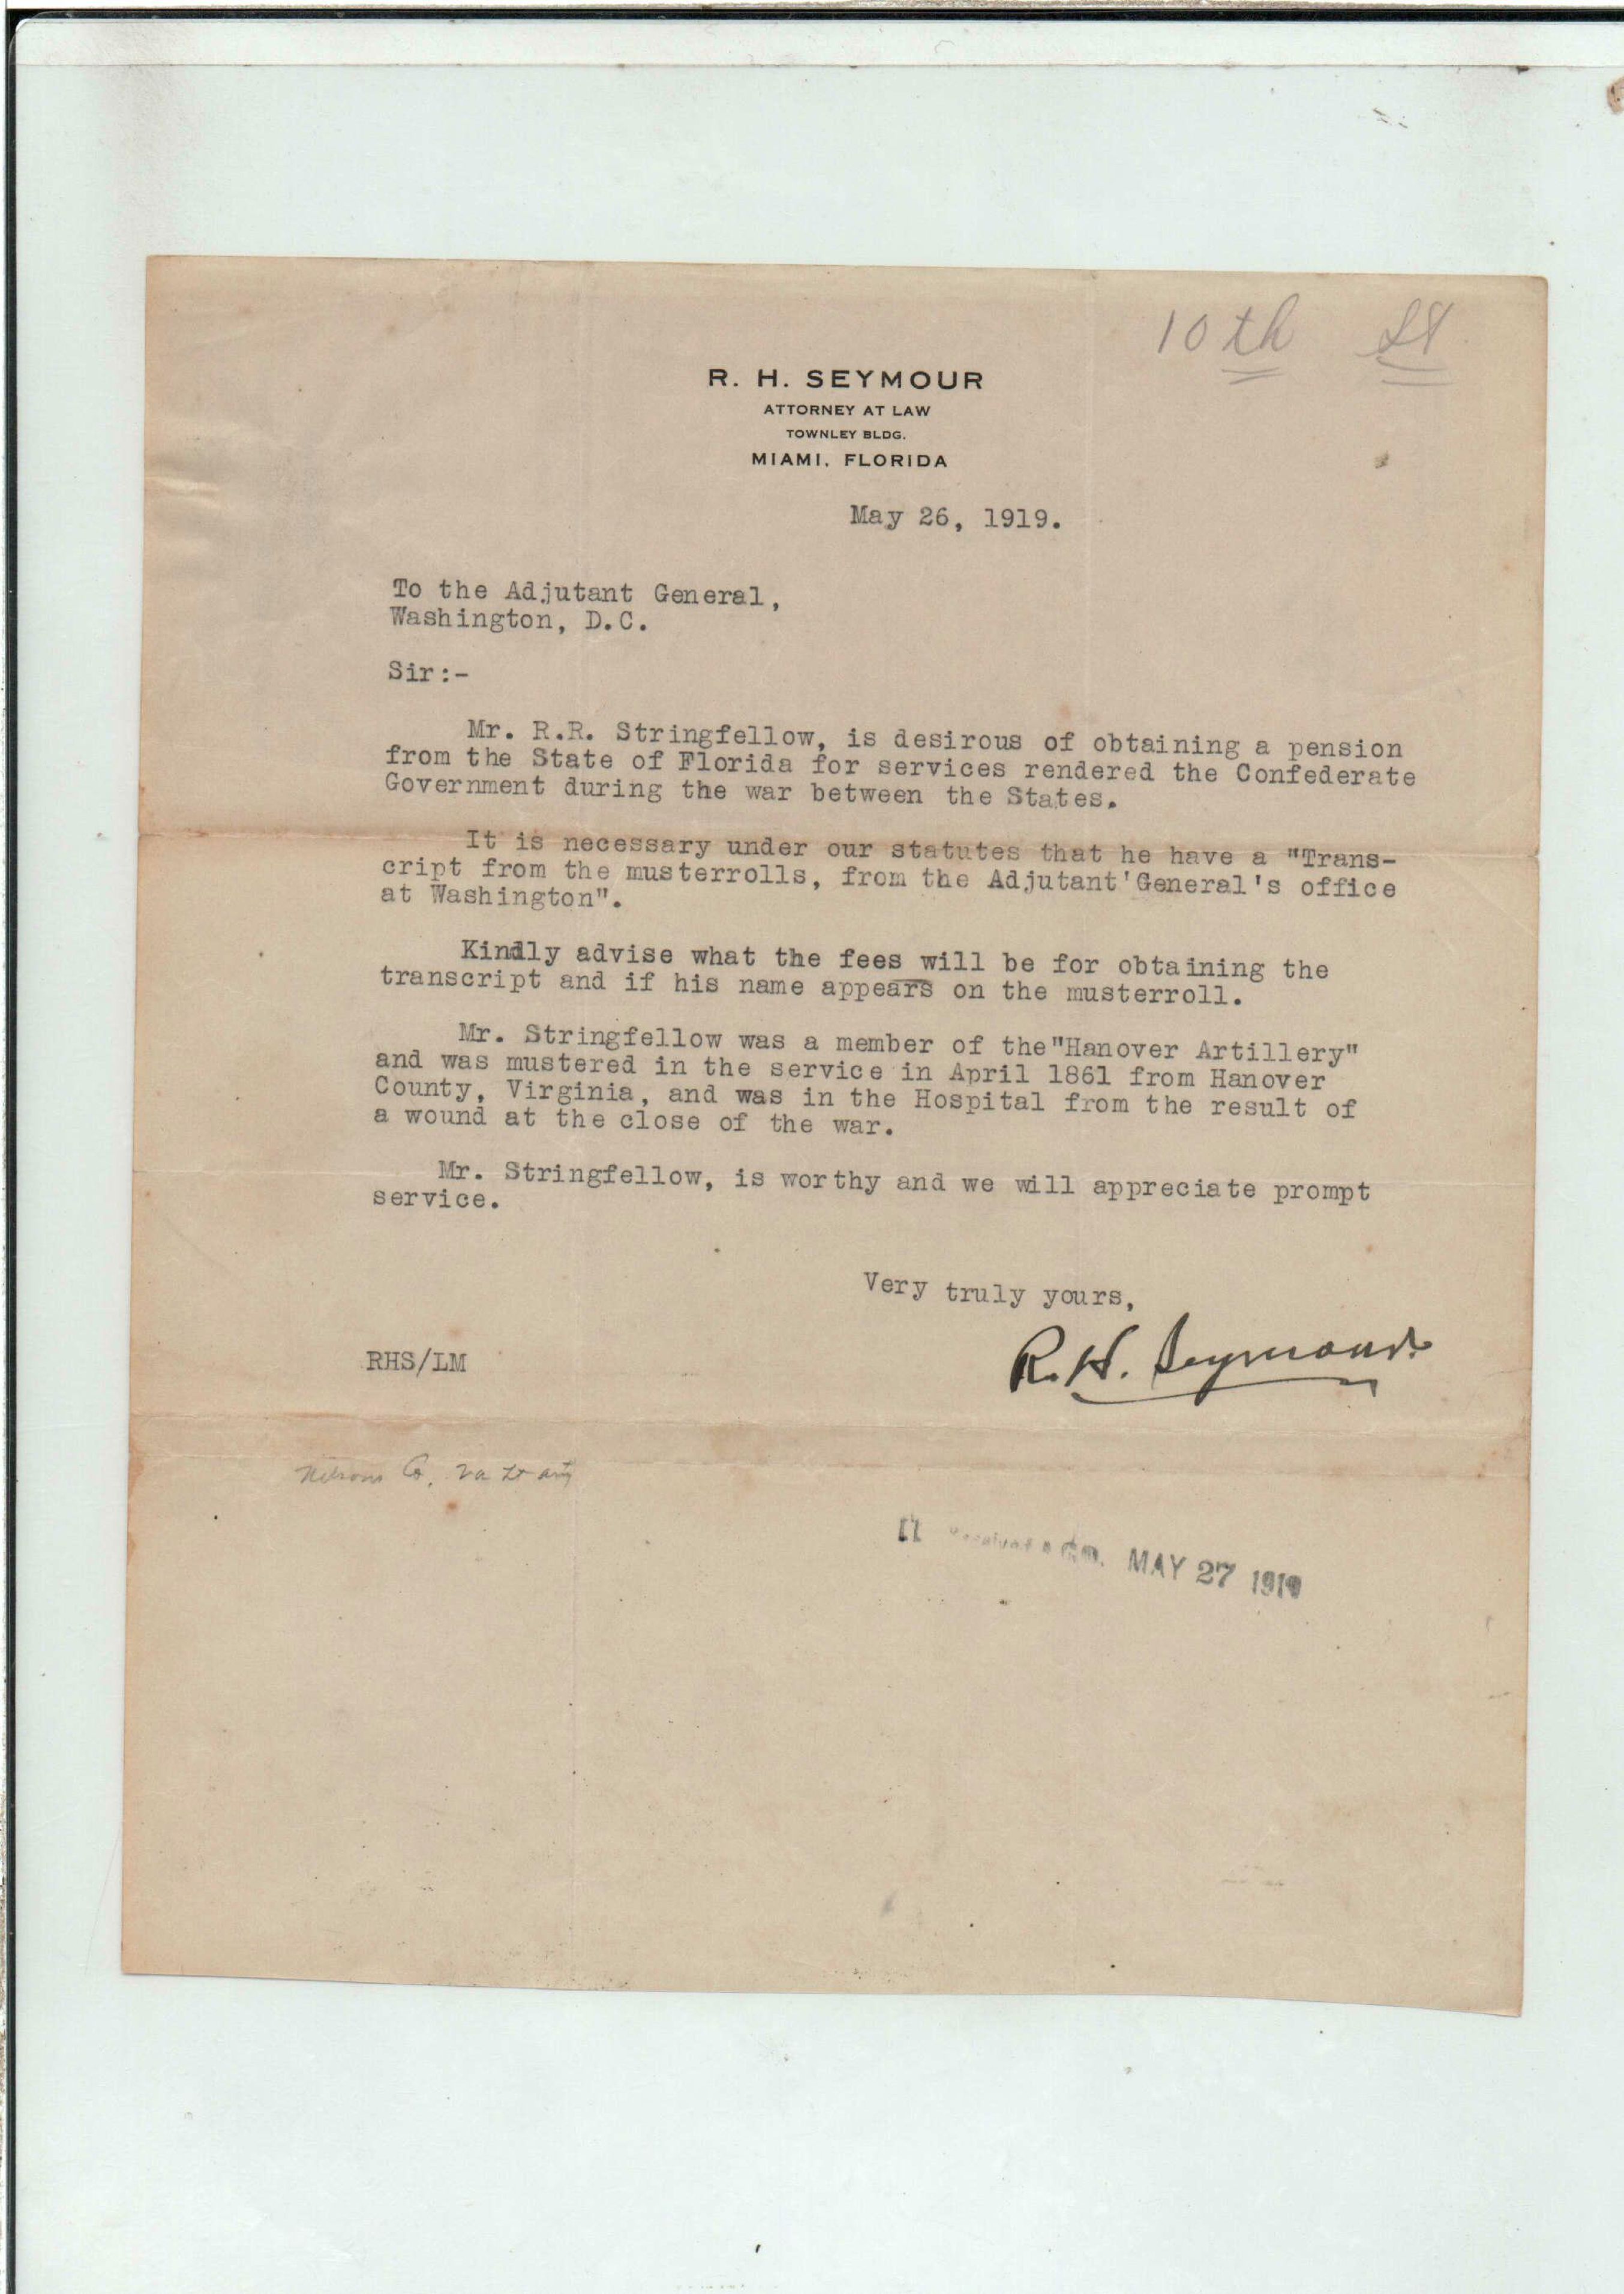 10th St
R. H. SEYMOUR
ATTORNEY AT LAW
TOWNLEY BLDG.
MIAMI, FLORIDA
May 26, 1919.
To the Adjutant General,
Washington, D.C.
Sir:-
Mr. R.R. Stringfellow, is desirous of obtaining a pension
from the State of Florida for services rendered the Confederate
Government during the war between the States.
It is necessary under our statutes that he have a "Trans-
cript from the musterrolls, from the Adjutant'General's office
at Washington".
Kindly advise what the fees will be for obtaining the
transcript and if his name appears on the musterroll.
Mr. Stringfellow was a member of the"Hanover Artillery"
and was mustered in the service in April 1861 from Hanover
County, Virginia, and was in the Hospital from the result of
a wound at the close of the war.
Mr. Stringfellow, is worthy and we will appreciate prompt
service.
Very truly yours,
R. H. Seymour.
RHS/LM
Co. Va Lt Arty
Received A.G.O. MAY 27 1919